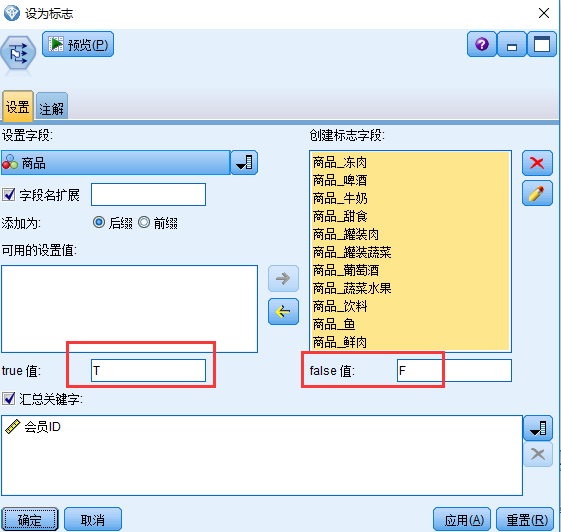 设为标志
预览(P)
设置
注解
设置字段:
商品
字段名扩展
添加为:
后缀
前缀
可用的设置值:
创建标志字段:
商品_冻肉
商品_啤酒
商品_牛奶
商品_甜食
商品_罐装肉
商品_罐装蔬菜
商品_葡萄酒
商品_蔬菜水果
商品_饮料
商品_鱼
商品_鲜肉
true 值:
T
false 值:
F
汇总关键字:
会员ID
确定
取消
应用(A)
重置(R)